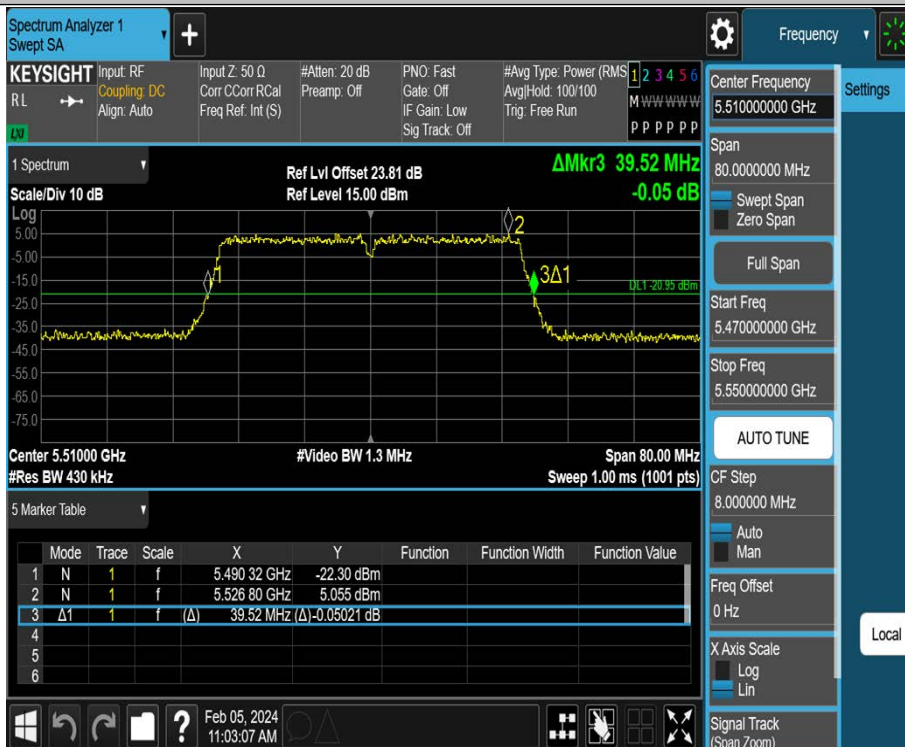 Spectrum Analyzer 1
Swept SA
Frequency
KEYSIGHT
RL
LXI
Input: RF
Coupling: DC
Align: Auto
Input Z: 50 Ω
Corr CCorr RCal
Freq Ref: Int (S)
#Atten: 20 dB
Preamp: Off
PNO: Fast
Gate: Off
IF Gain: Low
Sig Track: Off
#Avg Type: Power (RMS
Avg|Hold: 100/100
Trig: Free Run
1 2 3 4 5 6
M W W W W W
P P P P P P
1 Spectrum
Scale/Div 10 dB
Ref Lvl Offset 23.81 dB
Ref Level 15.00 dBm
ΔMkr3 39.52 MHz
-0.05 dB
Log
5.00
-5.00
-15.0
-25.0
-35.0
-45.0
-55.0
-65.0
-75.0
1
2
3Δ1
DL1 -20.95 dBm
Center 5.51000 GHz
#Res BW 430 kHz
#Video BW 1.3 MHz
Span 80.00 MHz
Sweep 1.00 ms (1001 pts)
5 Marker Table
Mode Trace Scale X Y Function Function Width Function Value
1 N 1 f 5.490 32 GHz -22.30 dBm
2 N 1 f 5.526 80 GHz 5.055 dBm
3 Δ1 1 f (Δ) 39.52 MHz (Δ) -0.05021 dB
4
5
6
?
Feb 05, 2024
11:03:07 AM
Center Frequency
5.510000000 GHz
Span
80.0000000 MHz
Swept Span
Zero Span
Full Span
Start Freq
5.470000000 GHz
Stop Freq
5.550000000 GHz
AUTO TUNE
CF Step
8.000000 MHz
Auto
Man
Freq Offset
0 Hz
X Axis Scale
Log
Lin
Signal Track
(Span Zoom)
Settings
Local